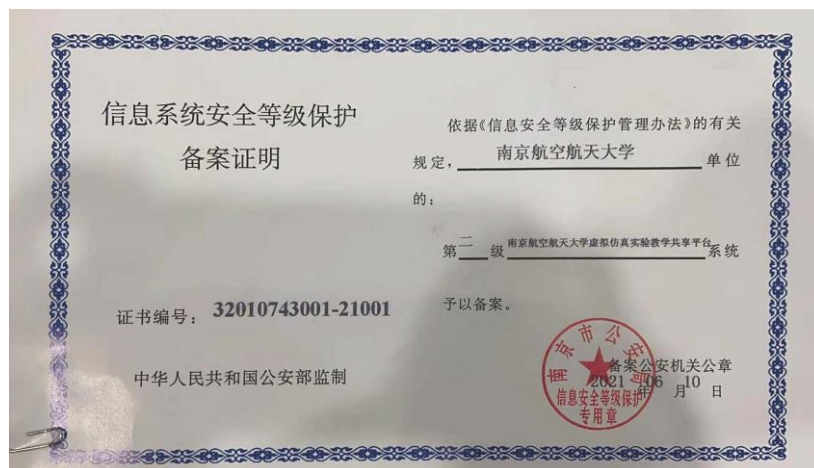 信息系统安全等级保护
备案证明
证书编号：32010743001-21001
中华人民共和国公安部监制
依据《信息安全等级保护管理办法》的有关
规定，南京航空航天大学单位
的：
第二级南京航空航天大学虚拟仿真实验教学共享平台系统
予以备案。
备案公安机关公章
2021年06月10日
南京市公安局
信息安全等级保护
专用章